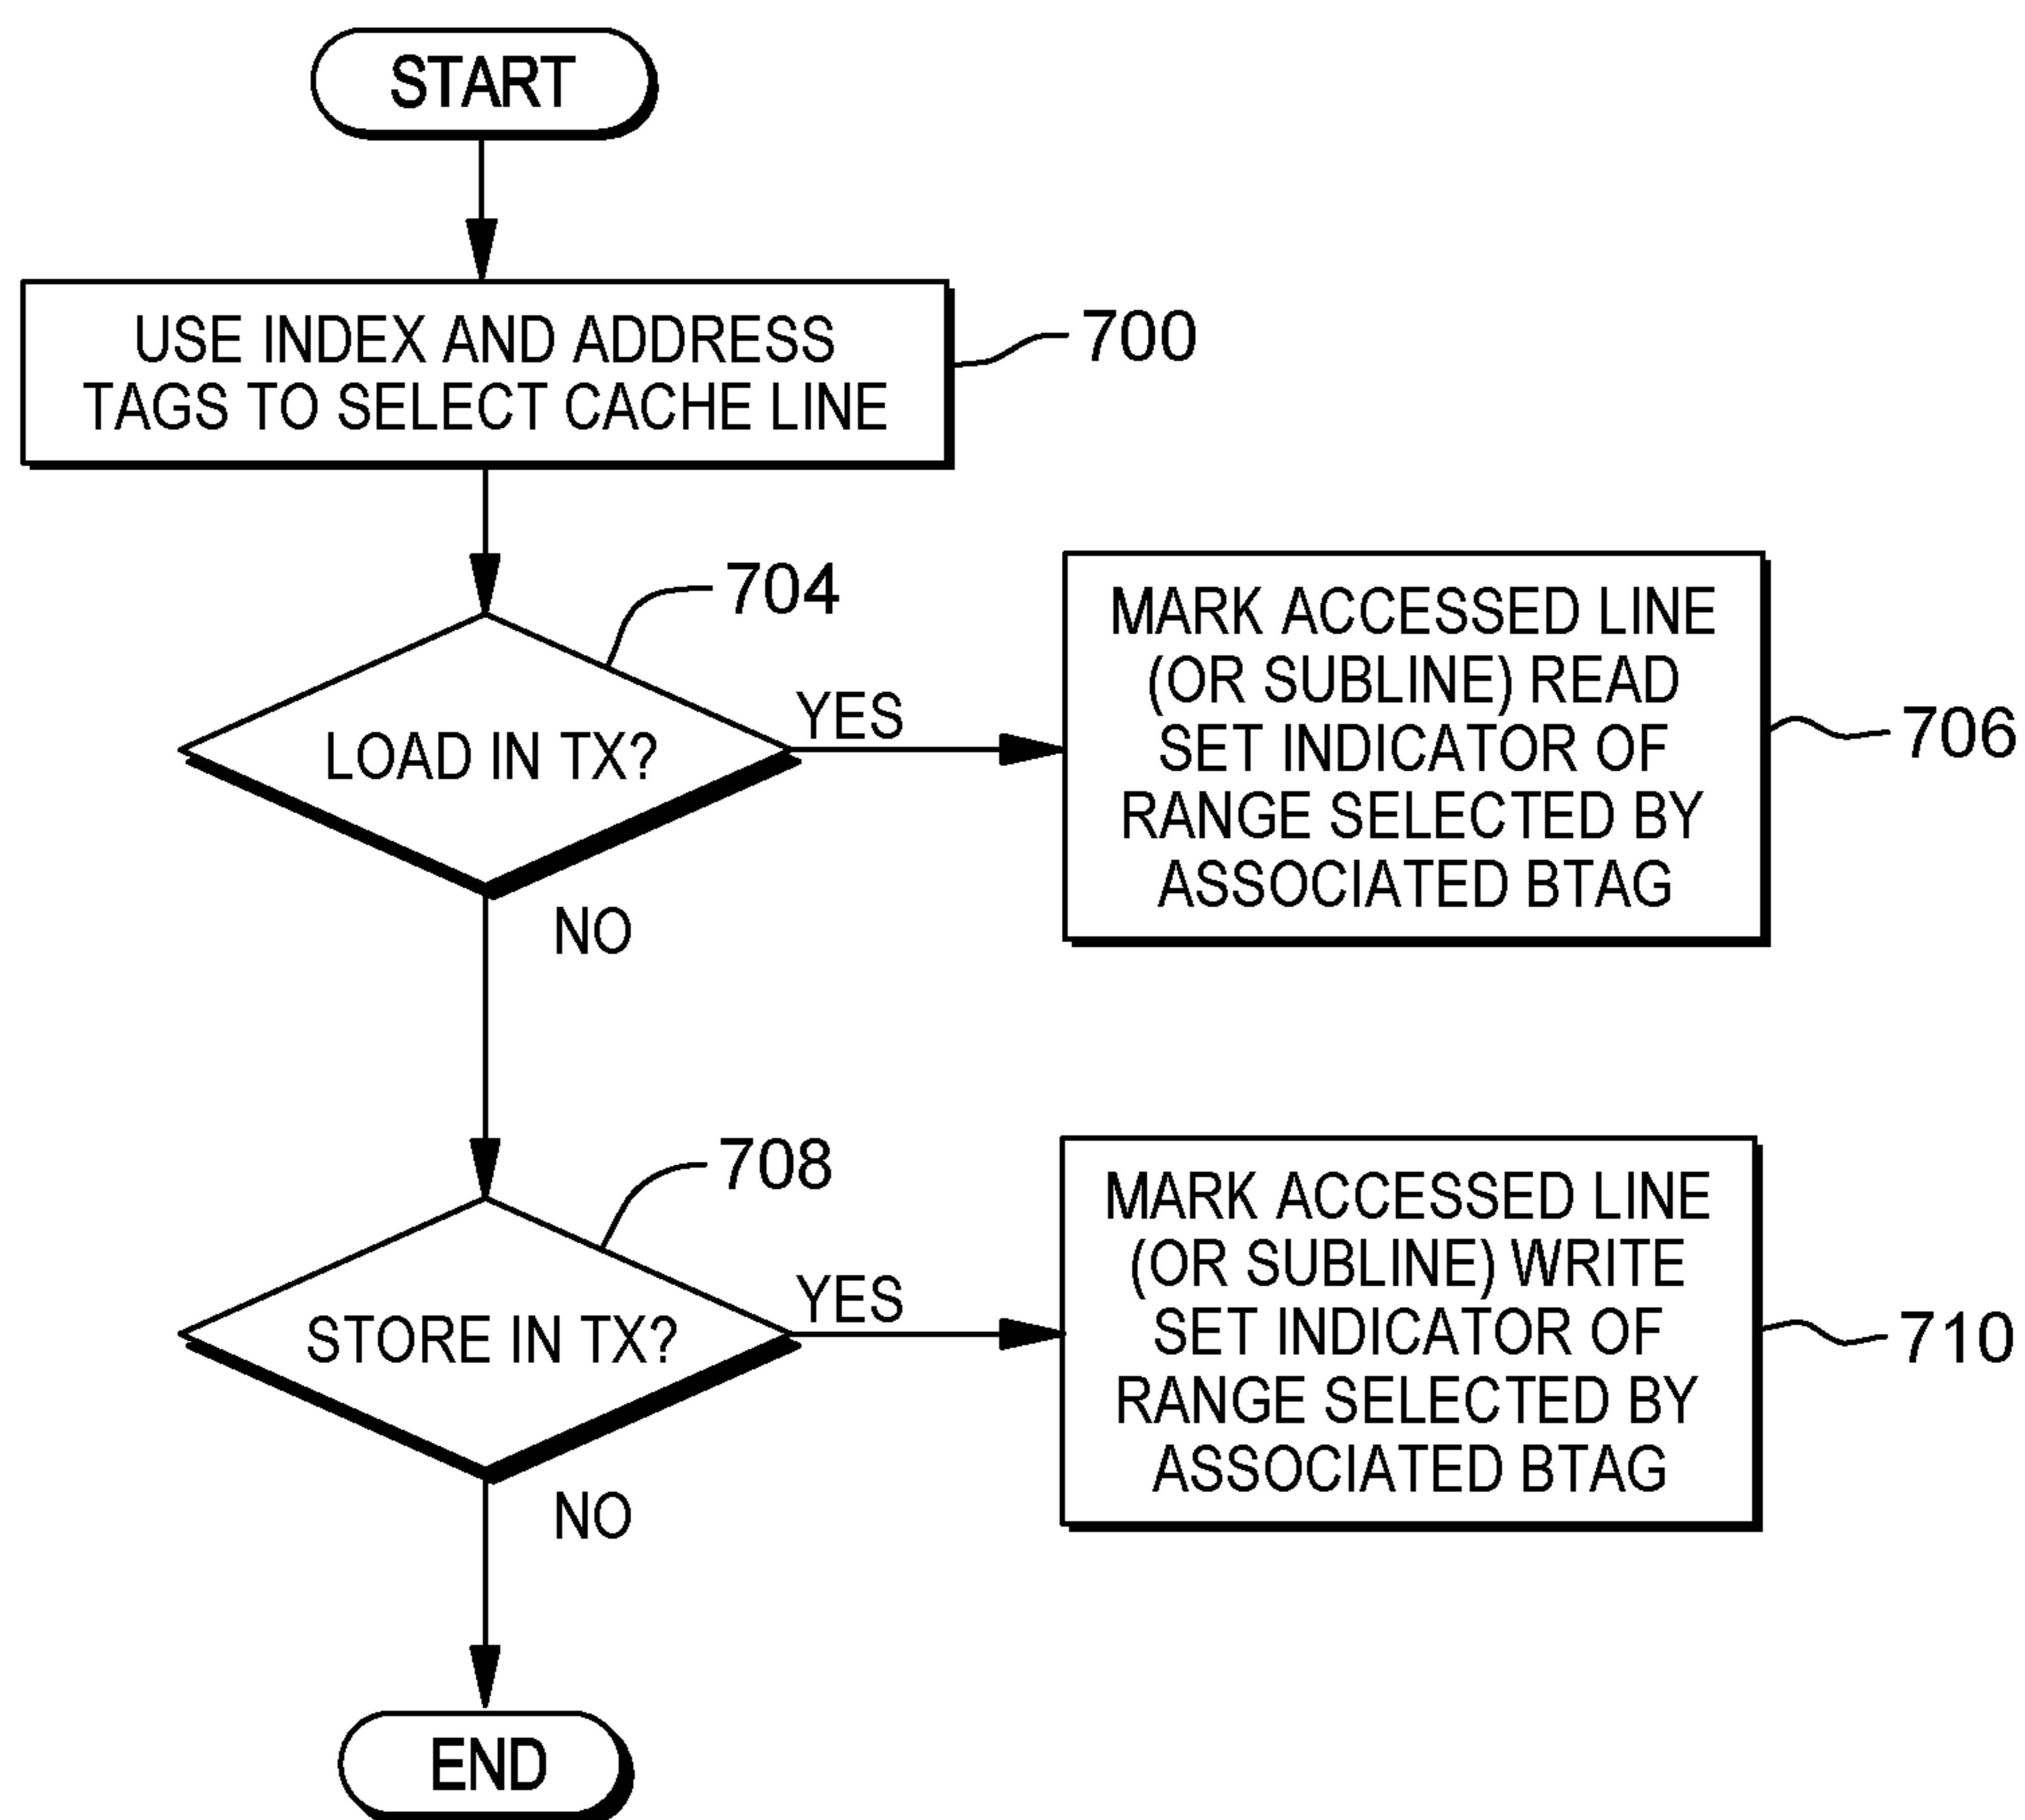 START
USE INDEX AND ADDRESS
TAGS TO SELECT CACHE LINE
700
704
LOAD IN TX?
YES
NO
MARK ACCESSED LINE
(OR SUBLINE) READ
SET INDICATOR OF
RANGE SELECTED BY
ASSOCIATED BTAG
706
708
STORE IN TX?
YES
NO
MARK ACCESSED LINE
(OR SUBLINE) WRITE
SET INDICATOR OF
RANGE SELECTED BY
ASSOCIATED BTAG
710
END